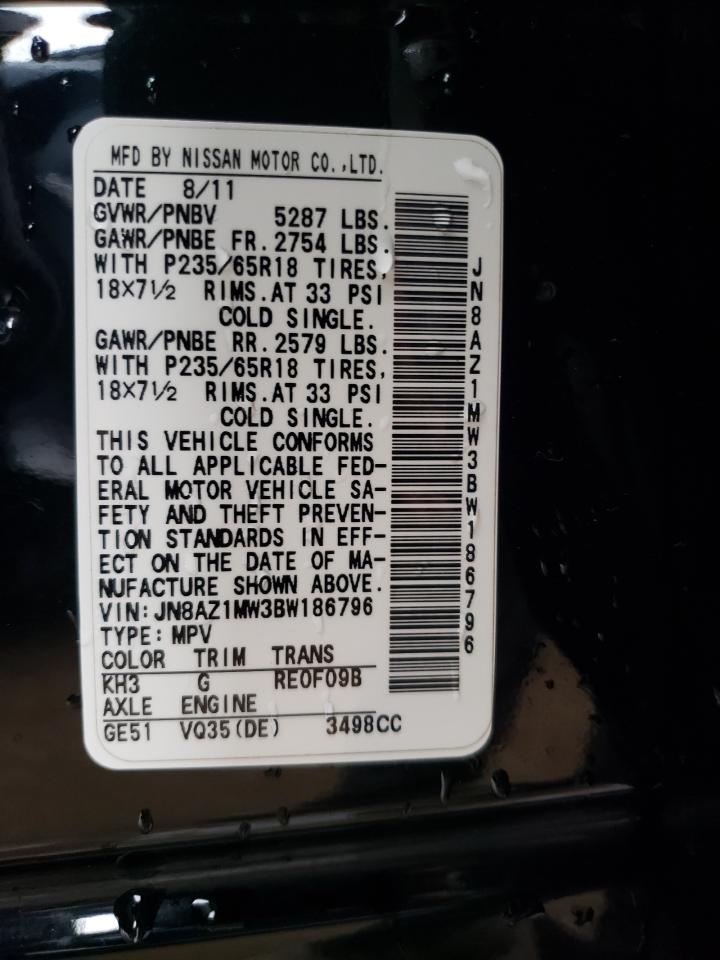 MFD BY NISSAN MOTOR CO.,LTD.
DATE 8/11
GVWR/PNBV 5287 LBS.
GAWR/PNBE FR. 2754 LBS.
WITH P235/65R18 TIRES,
18×7½ RIMS. AT 33 PSI
COLD SINGLE.
GAWR/PNBE RR. 2579 LBS.
WITH P235/65R18 TIRES,
18×7½ RIMS. AT 33 PSI
COLD SINGLE.
THIS VEHICLE CONFORMS
TO ALL APPLICABLE FED-
ERAL MOTOR VEHICLE SA-
FETY AND THEFT PREVEN-
TION STANDARDS IN EFF-
ECT ON THE DATE OF MA-
NUFACTURE SHOWN ABOVE.
VIN: JN8AZ1MW3BW186796
TYPE: MPV
COLOR TRIM TRANS
KH3 G RE0F09B
AXLE ENGINE
GE51 VQ35(DE) 3498CC
JN8AZ1MW3BW186796